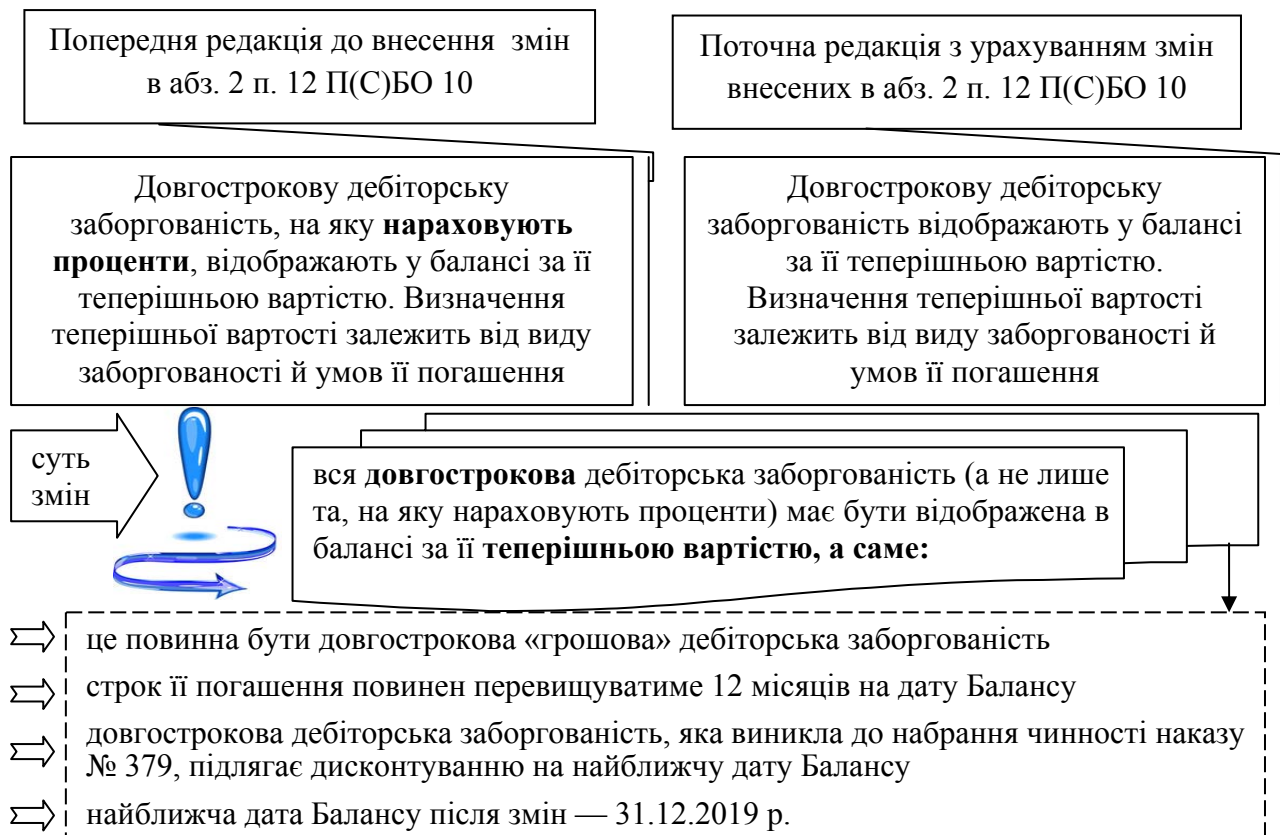 Попередня редакція до внесення змін
в абз. 2 п. 12 П(С)БО 10
Поточна редакція з урахуванням змін
внесених в абз. 2 п. 12 П(С)БО 10
Довгострокову дебіторську
заборгованість, на яку нараховують
проценти, відображають у балансі за її
теперішньою вартістю. Визначення
теперішньої вартості залежить від виду
заборгованості й умов її погашення
Довгострокову дебіторську
заборгованість відображають у балансі
за її теперішньою вартістю.
Визначення теперішньої вартості
залежить від виду заборгованості й
умов її погашення
суть
змін
вся довгострокова дебіторська заборгованість (а не лише
та, на яку нараховують проценти) має бути відображена в
балансі за її теперішньою вартістю, а саме:
це повинна бути довгострокова «грошова» дебіторська заборгованість
строк її погашення повинен перевищуватиме 12 місяців на дату Балансу
довгострокова дебіторська заборгованість, яка виникла до набрання чинності наказу
№ 379, підлягає дисконтуванню на найближчу дату Балансу
найближча дата Балансу після змін — 31.12.2019 р.